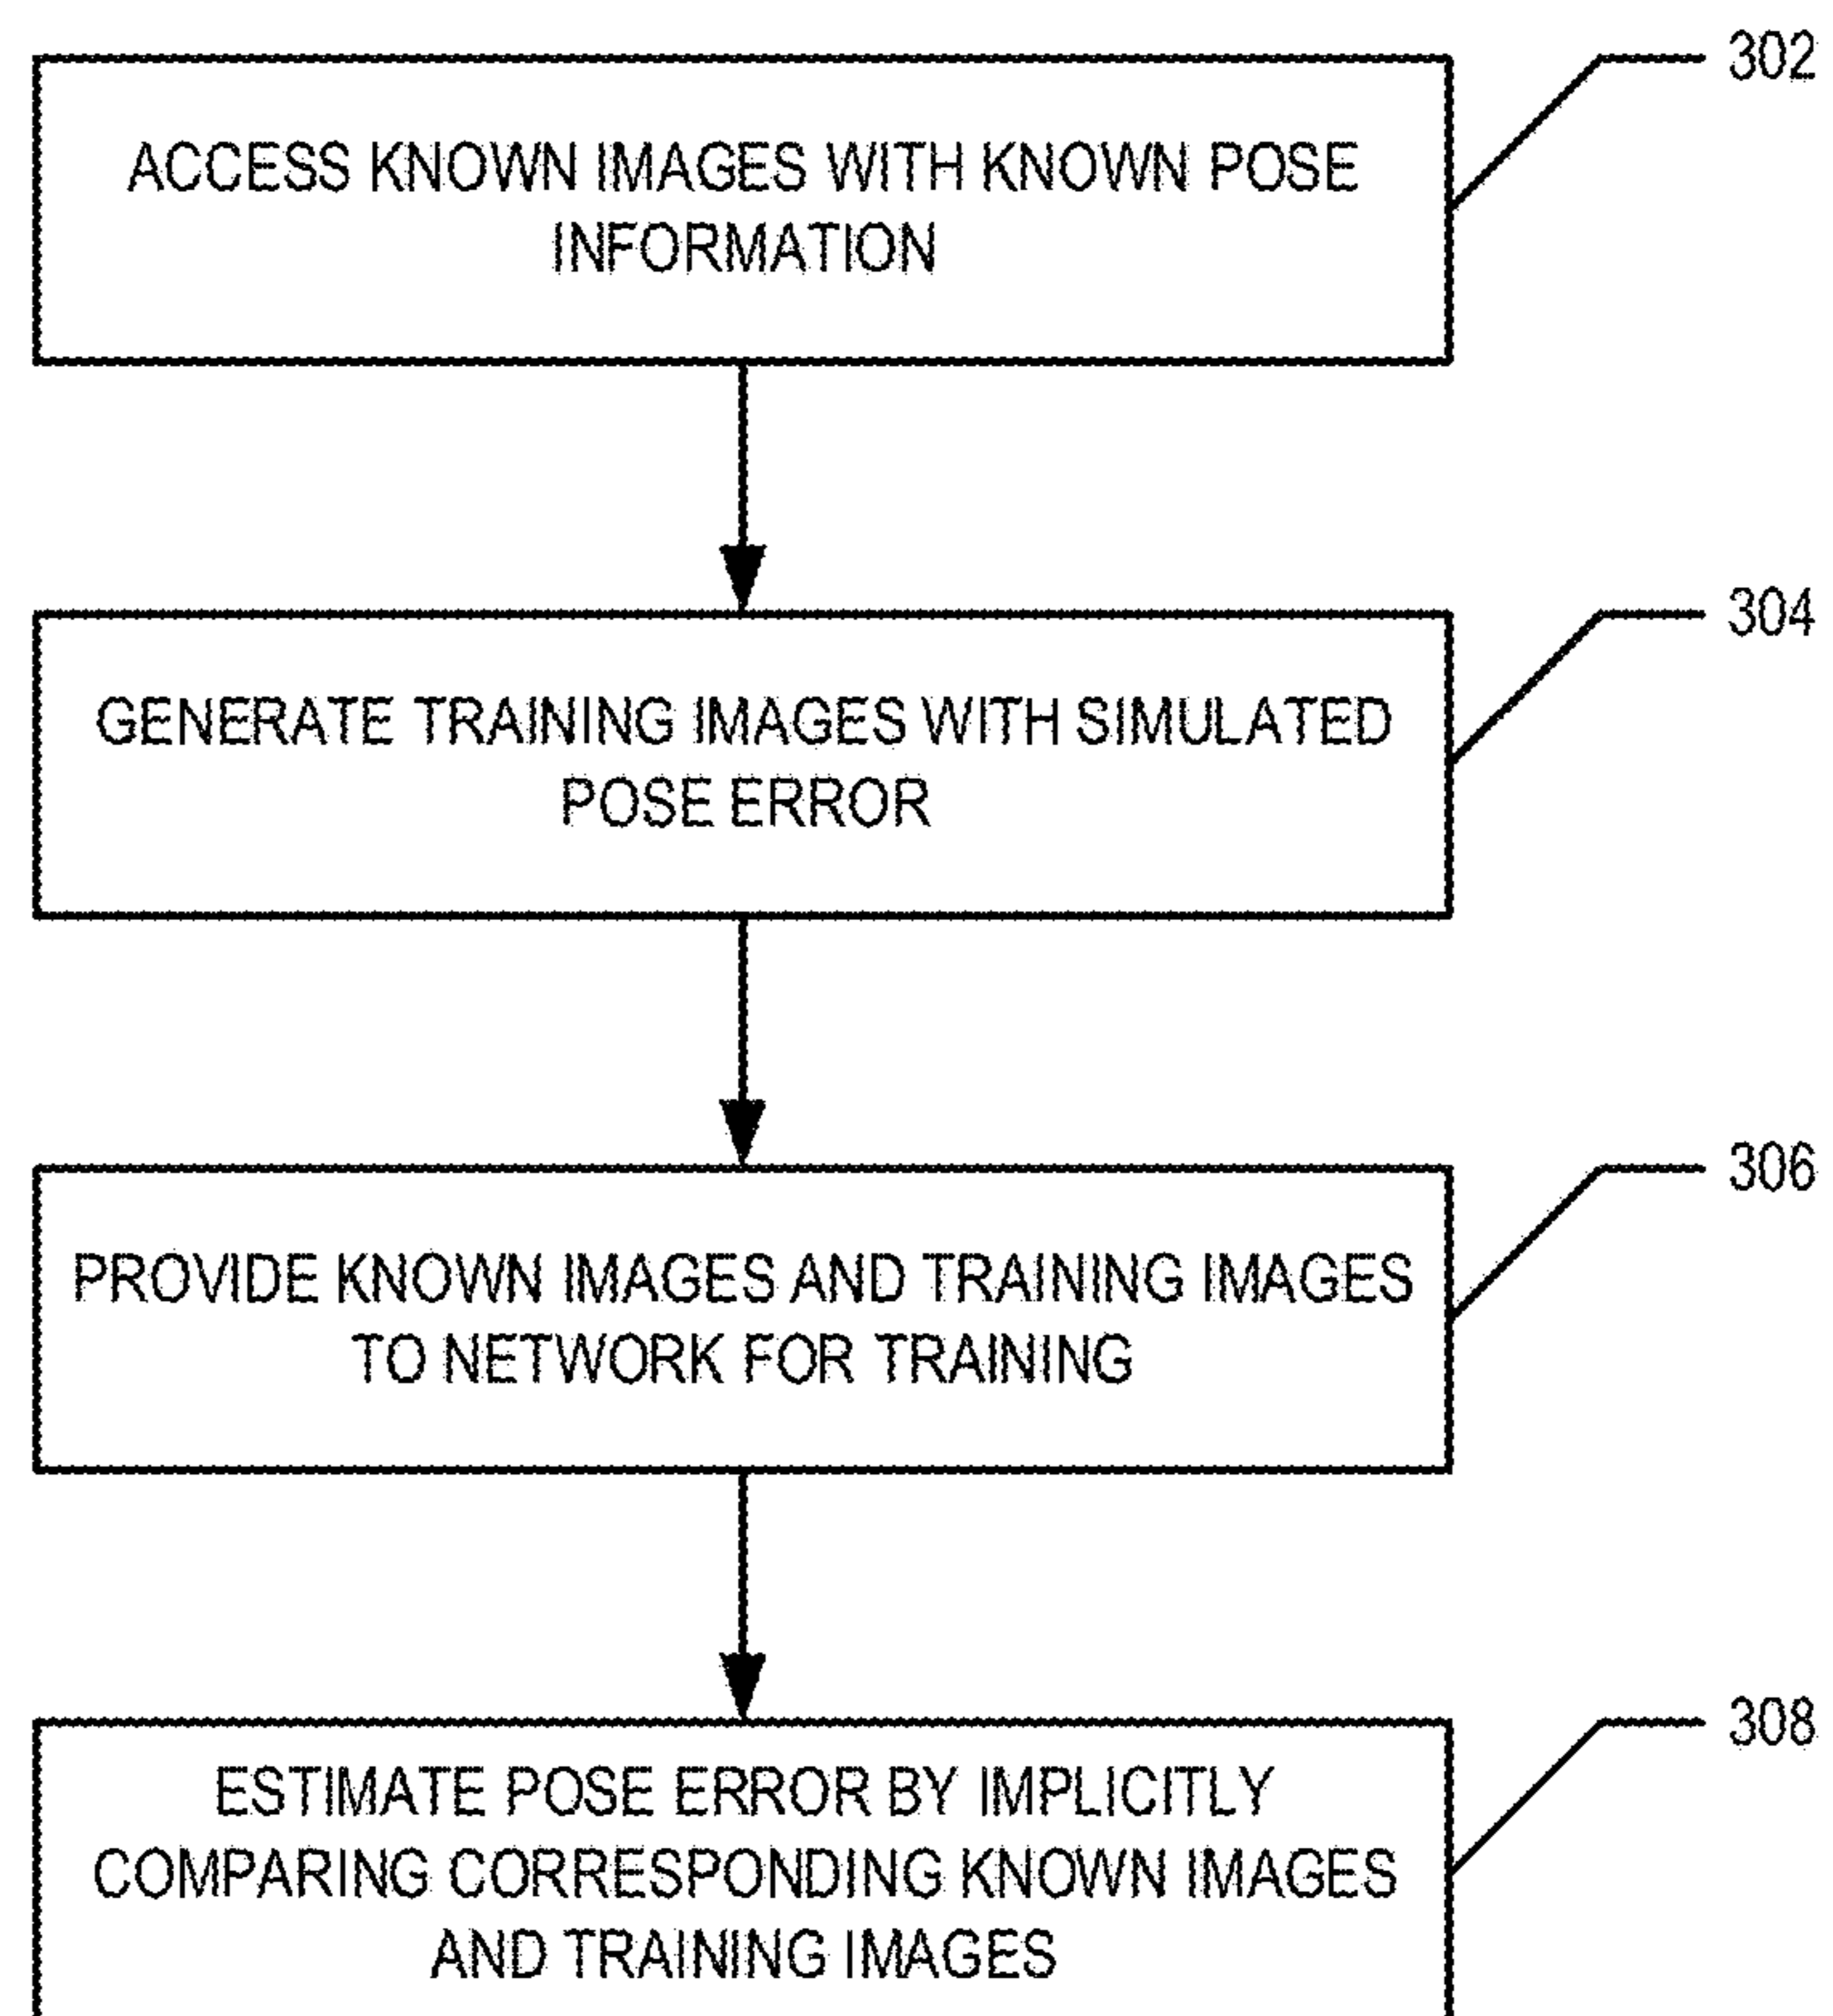 302
ACCESS KNOWN IMAGES WITH KNOWN POSE
INFORMATION
304
GENERATE TRAINING IMAGES WITH SIMULATED
POSE ERROR
306
PROVIDE KNOWN IMAGES AND TRAINING IMAGES
TO NETWORK FOR TRAINING
308
ESTIMATE POSE ERROR BY IMPLICITLY
COMPARING CORRESPONDING KNOWN IMAGES
AND TRAINING IMAGES